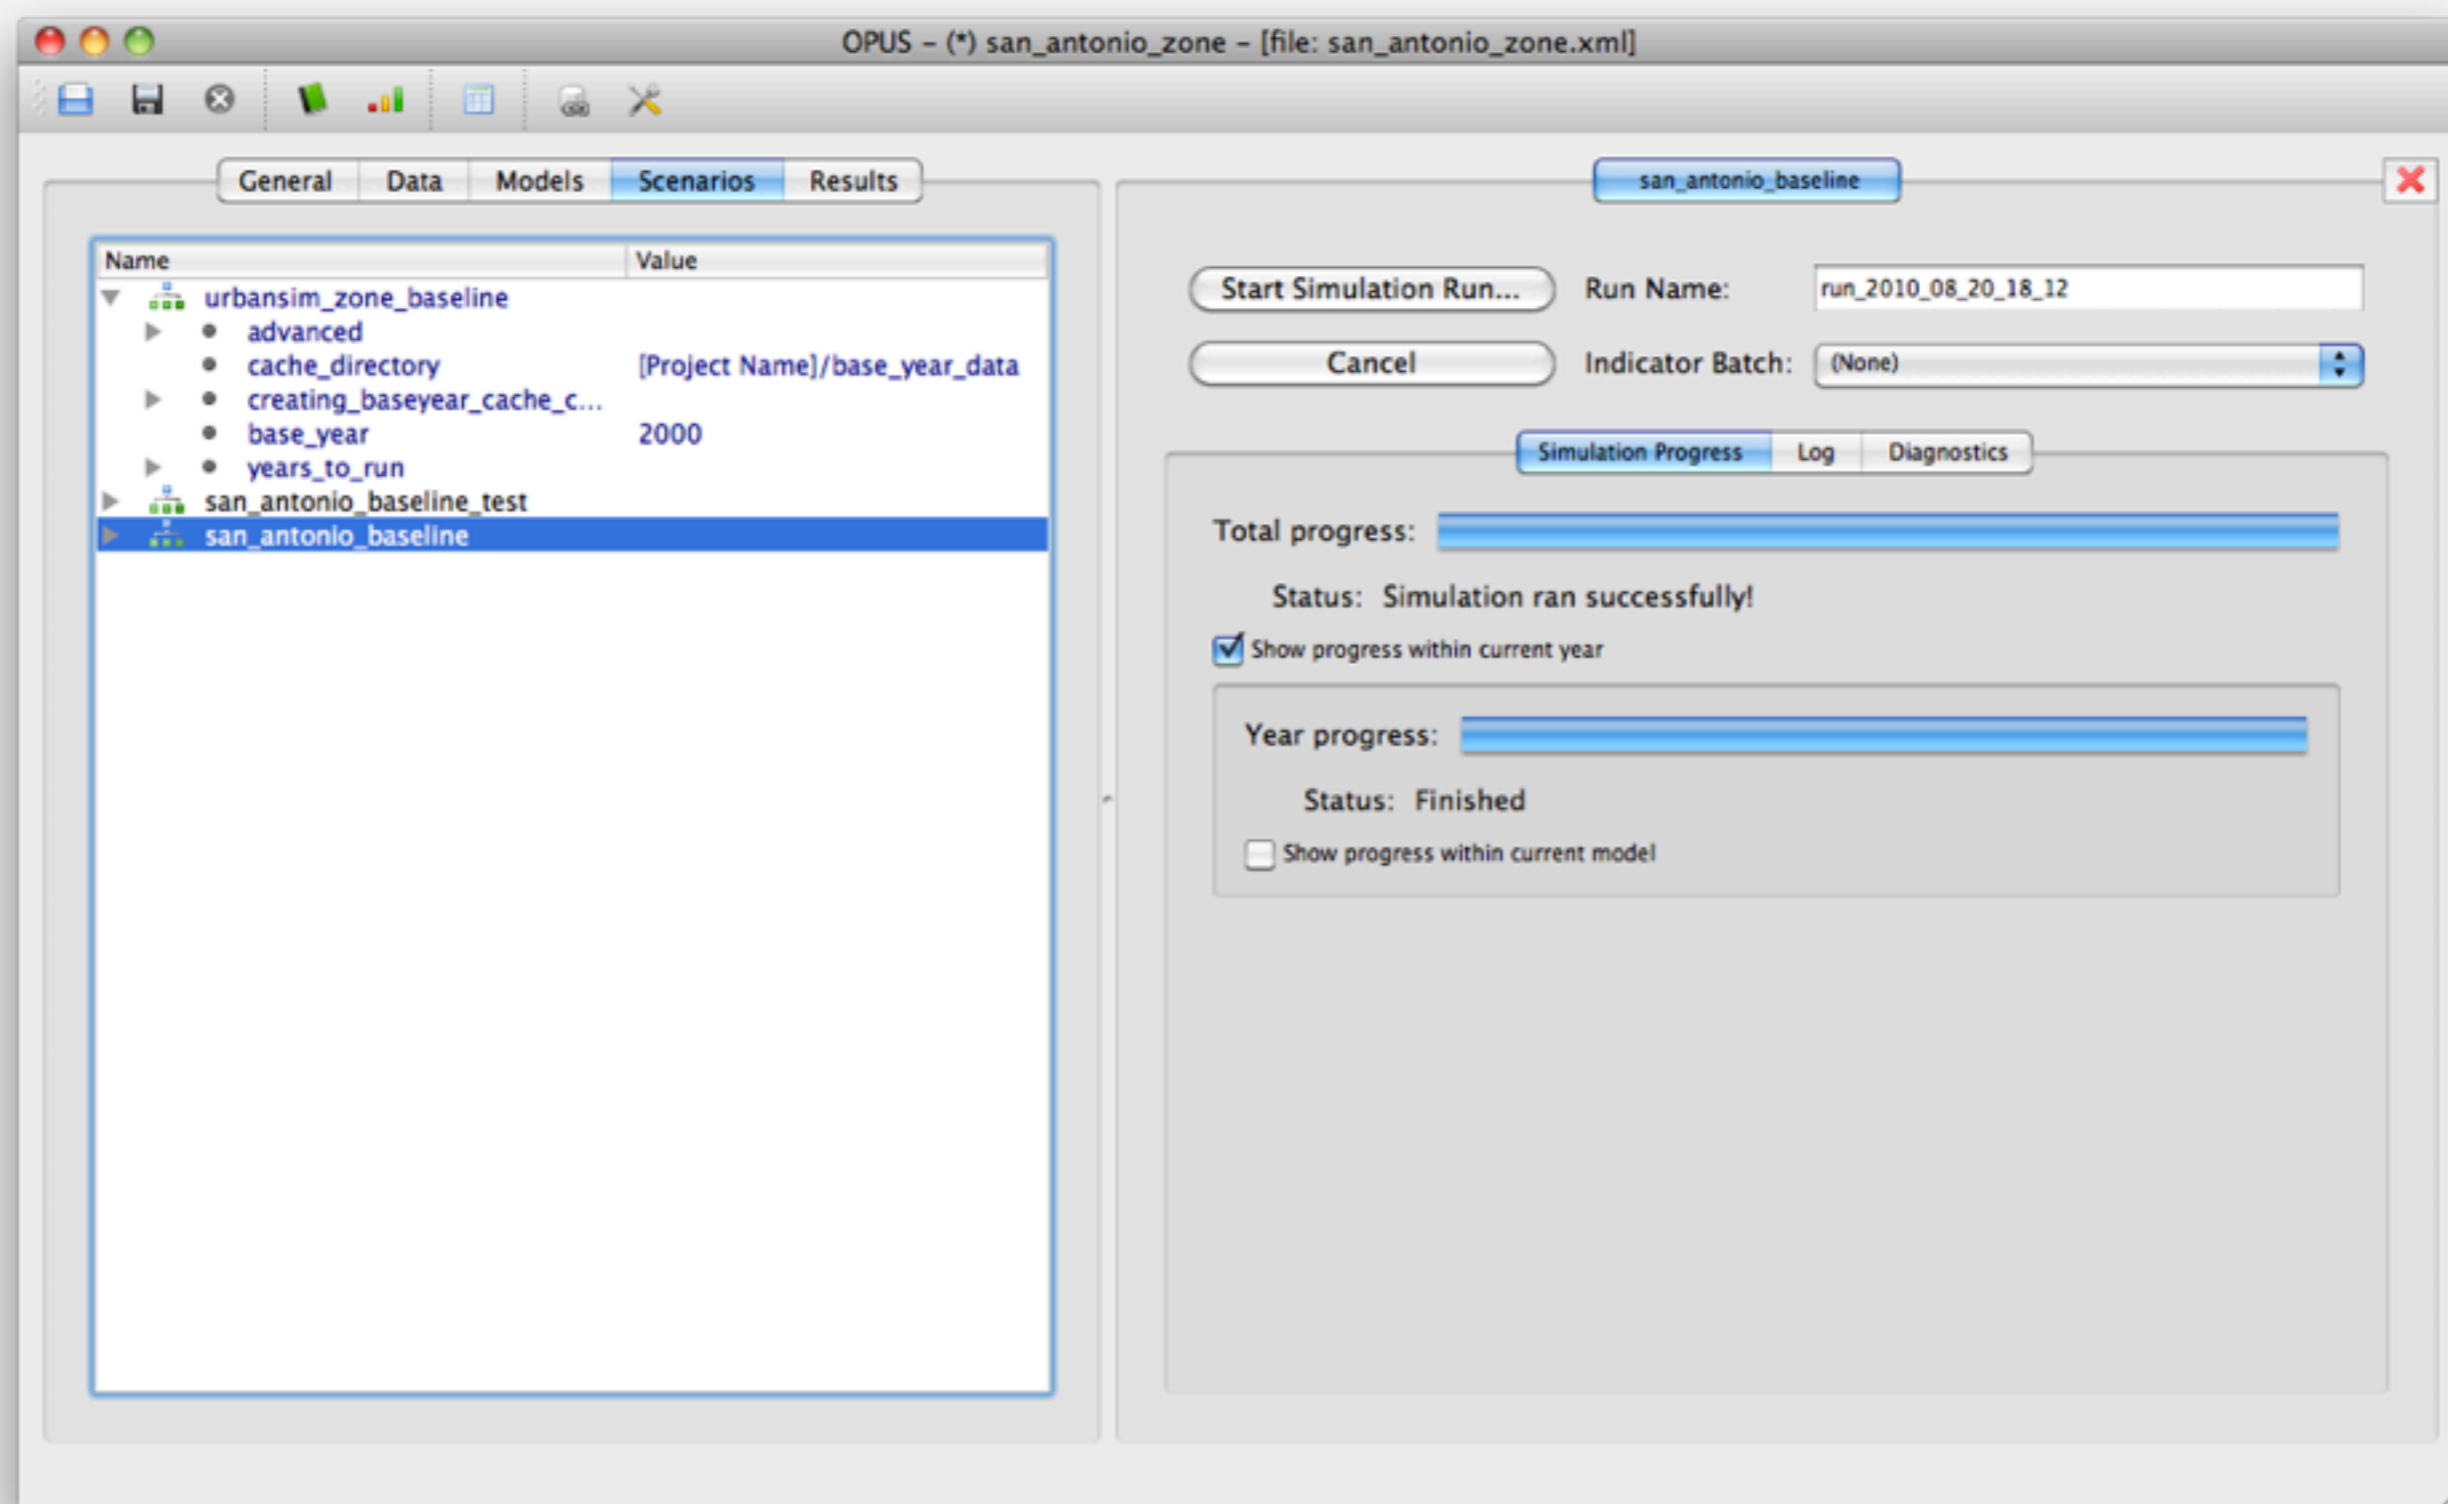 OPUS – (*) san_antonio_zone – [file: san_antonio_zone.xml]
General Data Models Scenarios Results
Name Value
urbansim_zone_baseline
advanced
cache_directory [Project Name]/base_year_data
creating_baseyear_cache_c...
base_year 2000
years_to_run
san_antonio_baseline_test
san_antonio_baseline
san_antonio_baseline
Start Simulation Run... Run Name: run_2010_08_20_18_12
Cancel Indicator Batch: (None)
Simulation Progress Log Diagnostics
Total progress:
Status: Simulation ran successfully!
Show progress within current year
Year progress:
Status: Finished
Show progress within current model